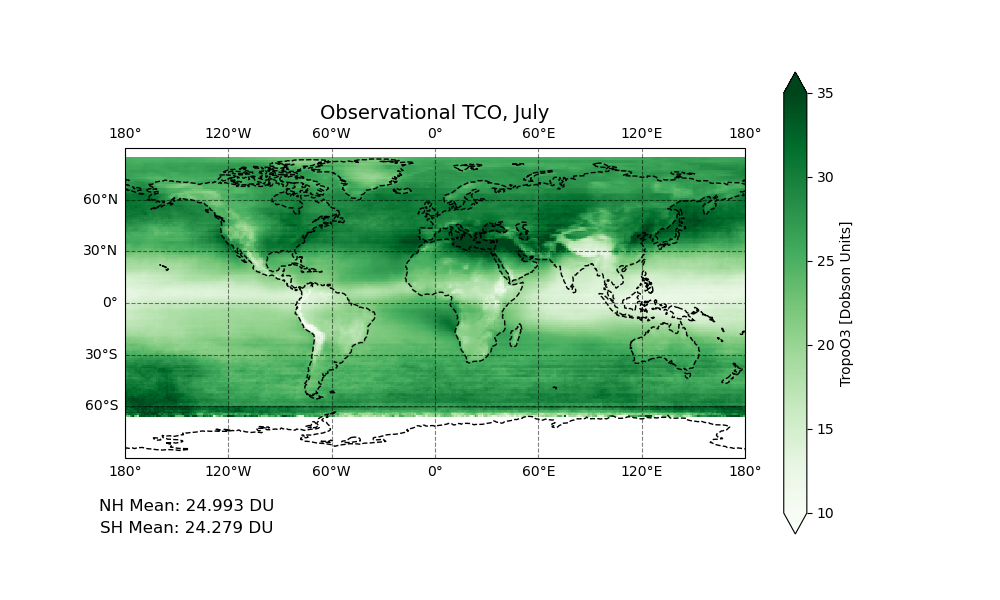 Observational TCO, July
180° 120°W 60°W 0° 60°E 120°E 180°
60°N
30°N
0°
30°S
60°S
180° 120°W 60°W 0° 60°E 120°E 180°
35
30
25
20
15
10
TropoO3 [Dobson Units]
NH Mean: 24.993 DU
SH Mean: 24.279 DU